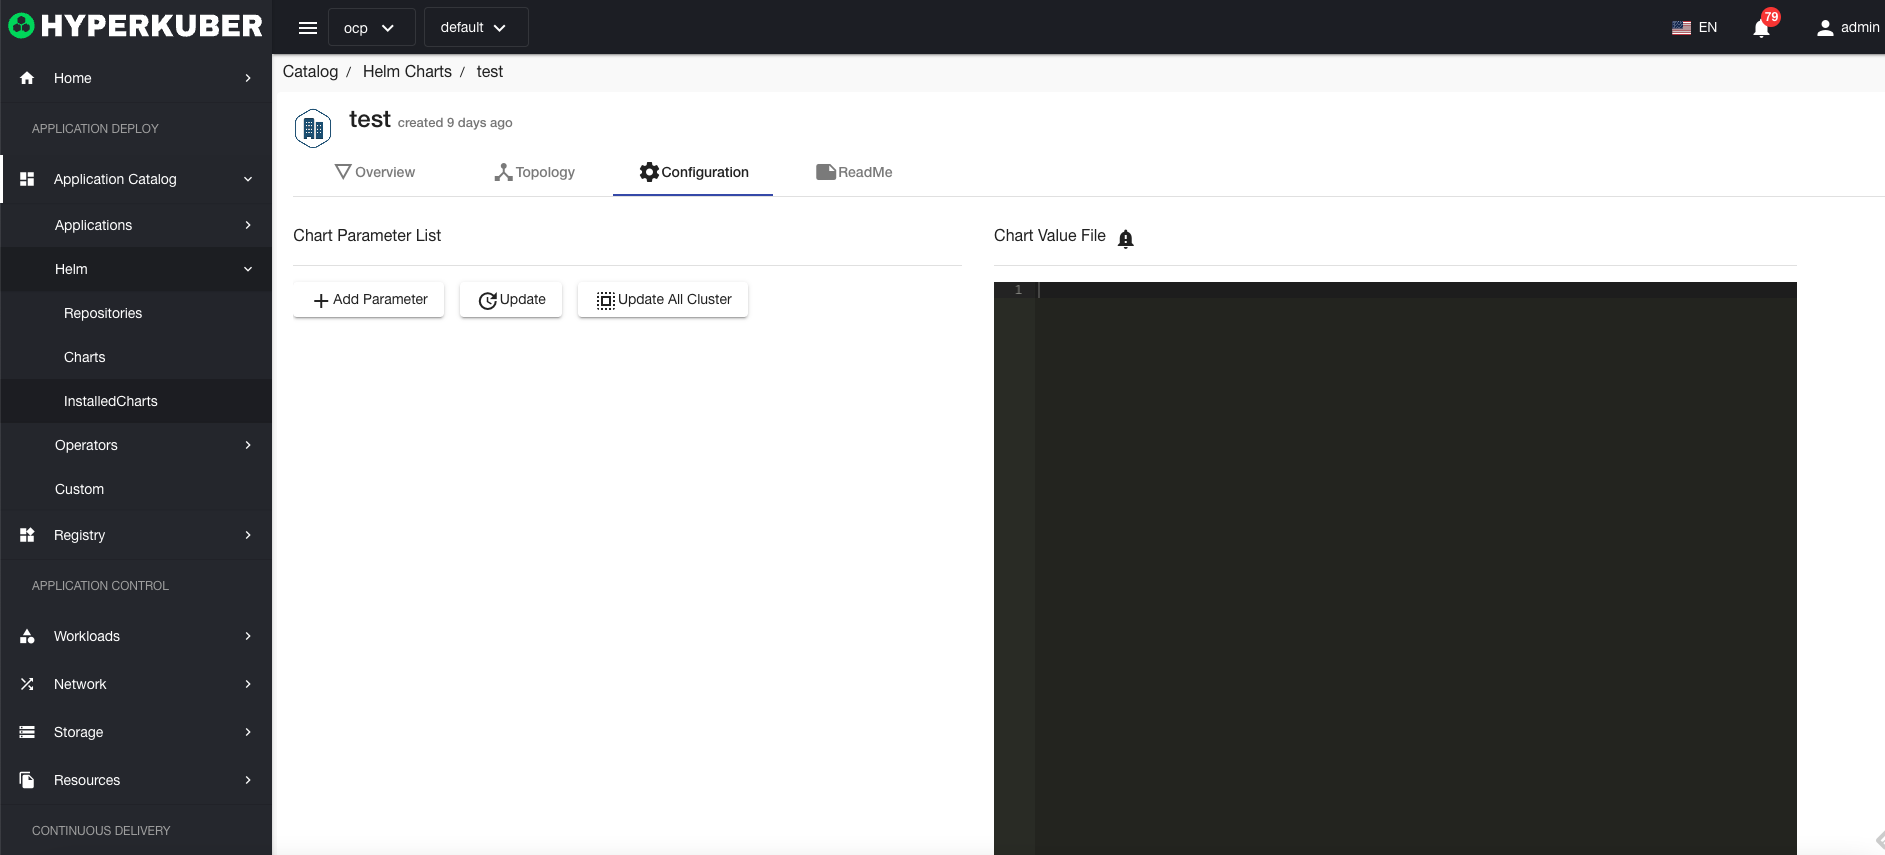 HYPERKUBER
ocp
default
EN
79
admin
Home
APPLICATION DEPLOY
Application Catalog
Applications
Helm
Repositories
Charts
InstalledCharts
Operators
Custom
Registry
APPLICATION CONTROL
Workloads
Network
Storage
Resources
CONTINUOUS DELIVERY
Catalog / Helm Charts / test
test created 9 days ago
Overview
Topology
Configuration
ReadMe
Chart Parameter List
Add Parameter
Update
Update All Cluster
Chart Value File
1